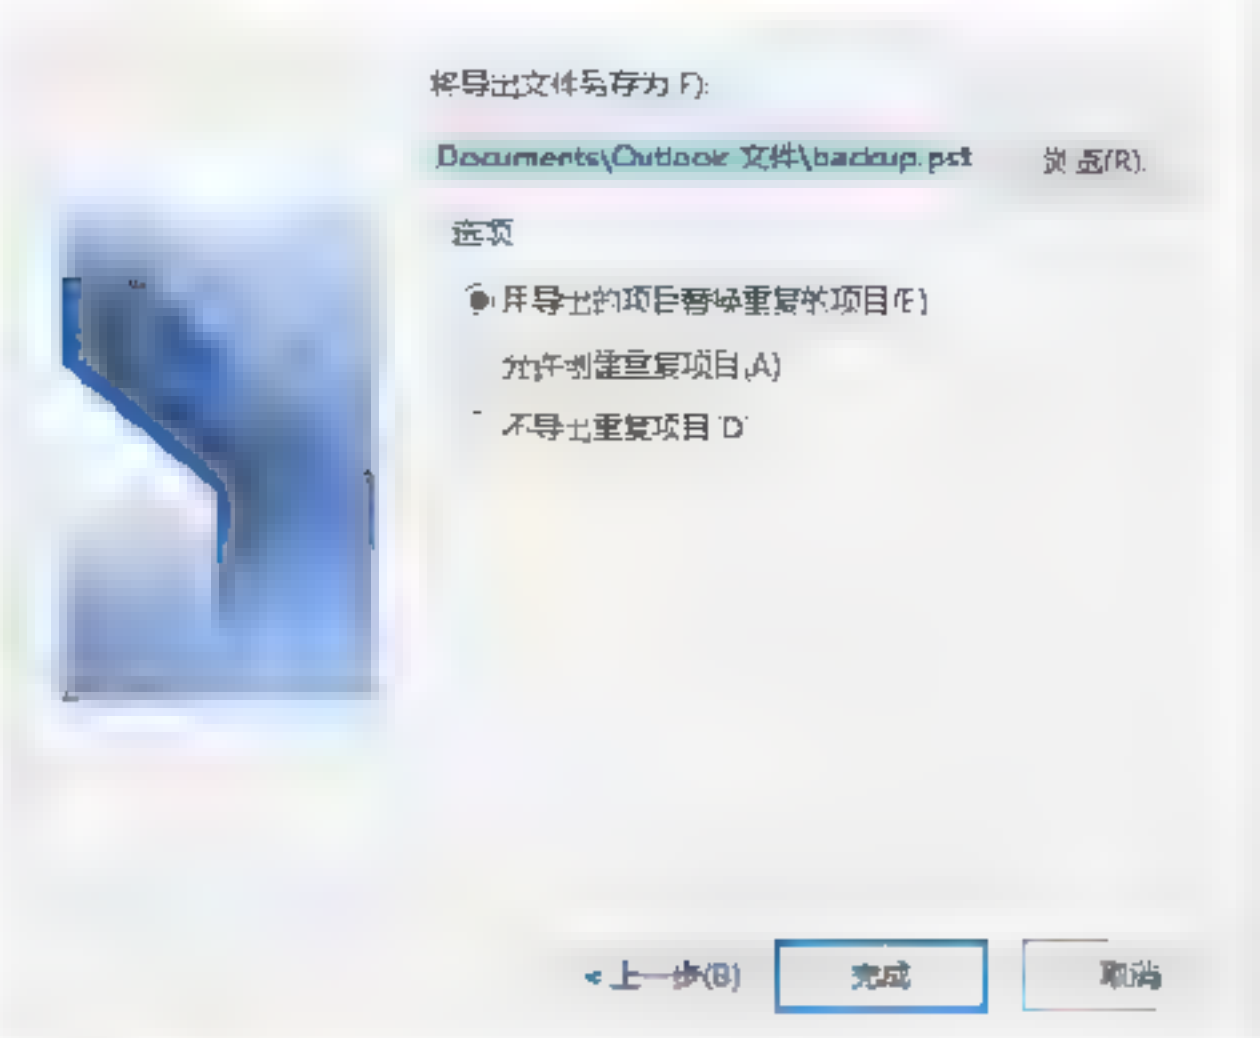 将导出文件另存为 F):
Documents\Outlook 文件\backup.pst 浏览(R).
选项
用导出的项目替换重复的项目(E)
允许创建重复项目(A)
不导出重复项目 D
< 上一步(B) 完成 取消